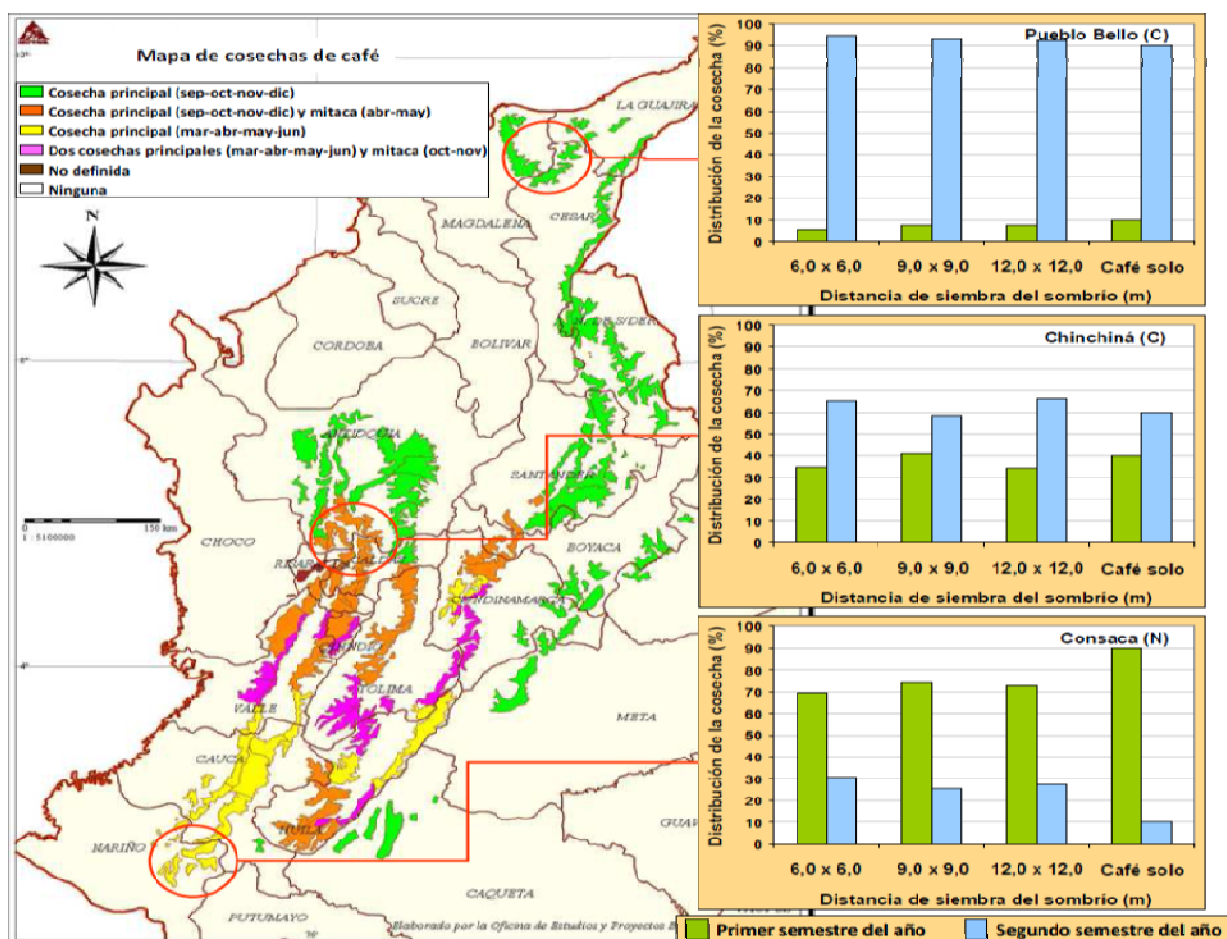 Mapa de cosechas de café
Cosecha principal (sep-oct-nov-dic)
Cosecha principal (sep-oct-nov-dic) y mitaca (abr-may)
Cosecha principal (mar-abr-may-jun)
Dos cosechas principales (mar-abr-may-jun) y mitaca (oct-nov)
No definida
Ninguna
N
0
150 km
1 : 5100000
LA GUAJIRA
MAGDALENA
CESAR
SUCRE
CORDOBA
BOLIVAR
N. DE S/DER
ANTIOQUIA
SANTANDER
CHOCO
BOYACA
CALDAS
CUNDINAMARCA
QUINDIO
TOLIMA
VALLE
META
CAUCA
HUILA
NARIÑO
CAQUETA
PUTUMAYO
Elaborado por la Oficina de Estudios y Proyectos
Pueblo Bello (C)
Distribución de la cosecha (%)
100
90
80
70
60
50
40
30
20
10
0
6,0 x 6,0 9,0 x 9,0 12,0 x 12,0 Café solo
Distancia de siembra del sombrío (m)
Chinchiná (C)
Distribución de la cosecha (%)
100
90
80
70
60
50
40
30
20
10
0
6,0 x 6,0 9,0 x 9,0 12,0 x 12,0 Café solo
Distancia de siembra del sombrío (m)
Consaca (N)
Distribución de la cosecha (%)
100
90
80
70
60
50
40
30
20
10
0
6,0 x 6,0 9,0 x 9,0 12,0 x 12,0 Café solo
Distancia de siembra del sombrío (m)
Primer semestre del año
Segundo semestre del año